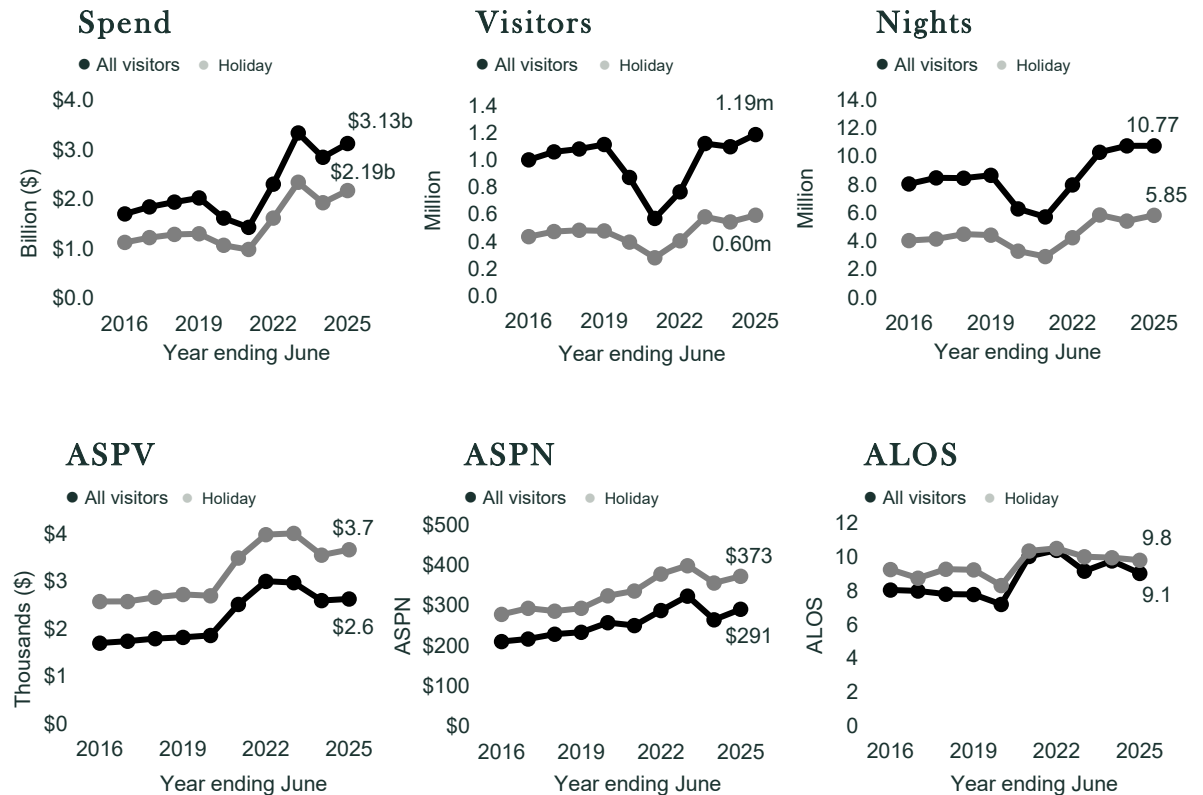 Spend
All visitors Holiday
$4.0
$3.0
$2.0
$1.0
$0.0
Billion ($)
$3.13b
$2.19b
2016 2019 2022 2025
Year ending June
Visitors
All visitors Holiday
1.4
1.2
1.0
0.8
0.6
0.4
0.2
0.0
Million
1.19m
0.60m
2016 2019 2022 2025
Year ending June
Nights
All visitors Holiday
14.0
12.0
10.0
8.0
6.0
4.0
2.0
0.0
Million
10.77
5.85
2016 2019 2022 2025
Year ending June
ASPV
All visitors Holiday
$4
$3
$2
$1
$0
Thousands ($)
$3.7
$2.6
2016 2019 2022 2025
Year ending June
ASPN
All visitors Holiday
$500
$400
$300
$200
$100
$0
ASPN
$373
$291
2016 2019 2022 2025
Year ending June
ALOS
All visitors Holiday
12
10
8
6
4
2
0
ALOS
9.8
9.1
2016 2019 2022 2025
Year ending June